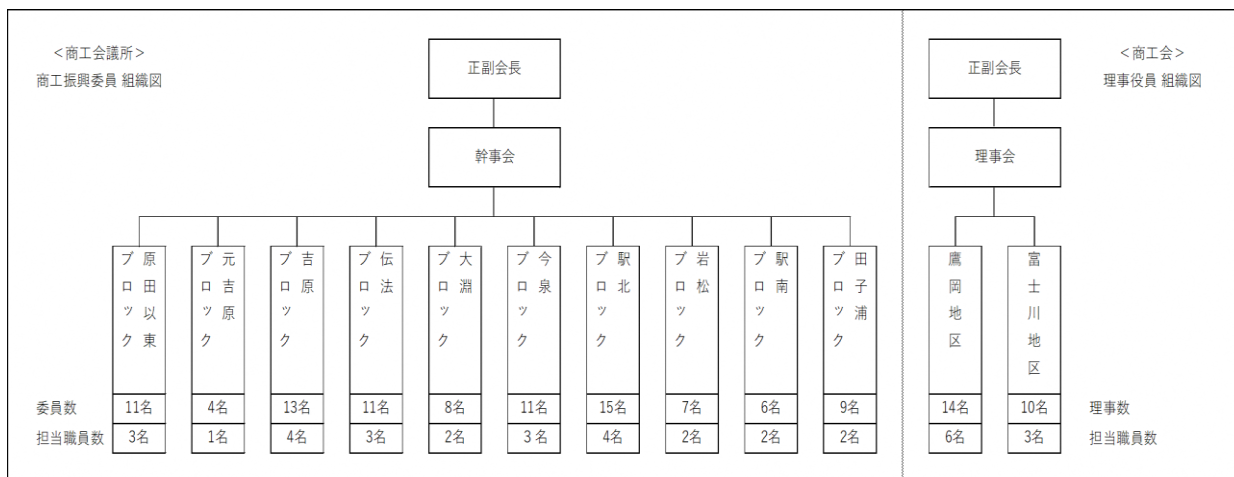 ＜商工会議所＞
商工振興委員 組織図
正副会長
幹事会
原田以東ブロック
元吉原ブロック
吉原ブロック
伝法ブロック
大淵ブロック
今泉ブロック
駅北ブロック
岩松ブロック
駅南ブロック
田子浦ブロック
委員数 11名 4名 13名 11名 8名 11名 15名 7名 6名 9名
担当職員数 3名 1名 4名 3名 2名 3名 4名 2名 2名 2名
＜商工会＞
理事役員 組織図
正副会長
理事会
鷹岡地区
富士川地区
14名 10名 理事数
6名 3名 担当職員数